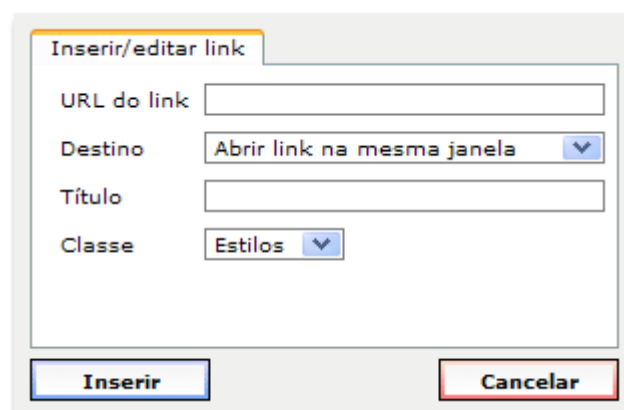 Inserir/editar link
URL do link
Destino Abrir link na mesma janela
Título
Classe Estilos
Inserir Cancelar